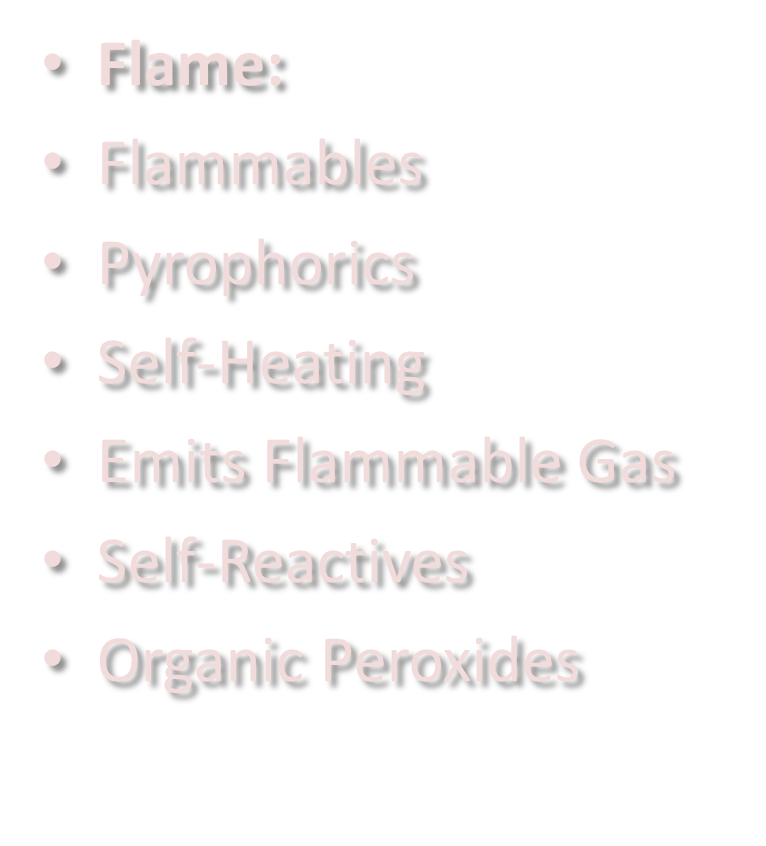 • Flame:
• Flammables
• Pyrophorics
• Self-Heating
• Emits Flammable Gas
• Self-Reactives
• Organic Peroxides